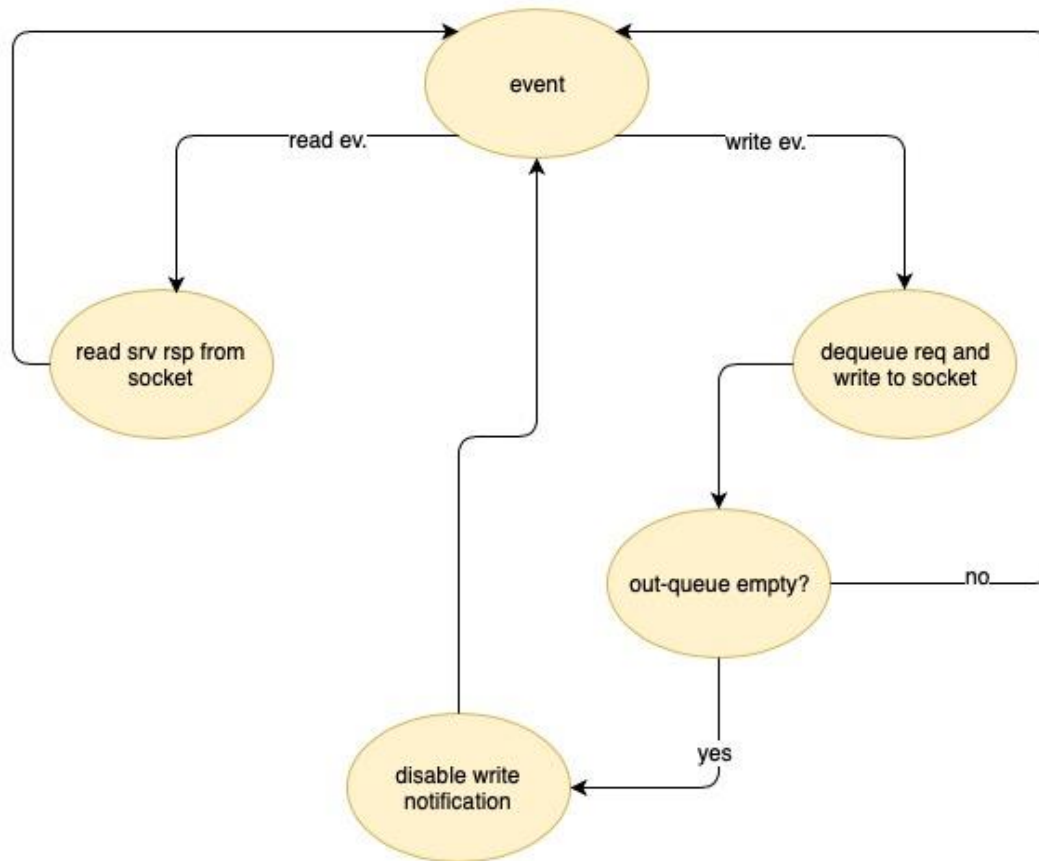 event
read ev.
write ev.
read srv rsp from
socket
dequeue req and
write to socket
out-queue empty?
no
yes
disable write
notification